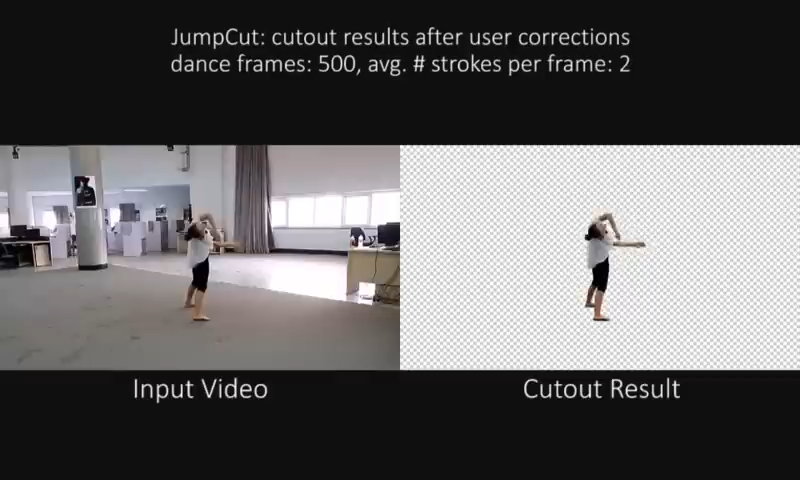 JumpCut: cutout results after user corrections
dance frames: 500, avg. # strokes per frame: 2
Input Video
Cutout Result